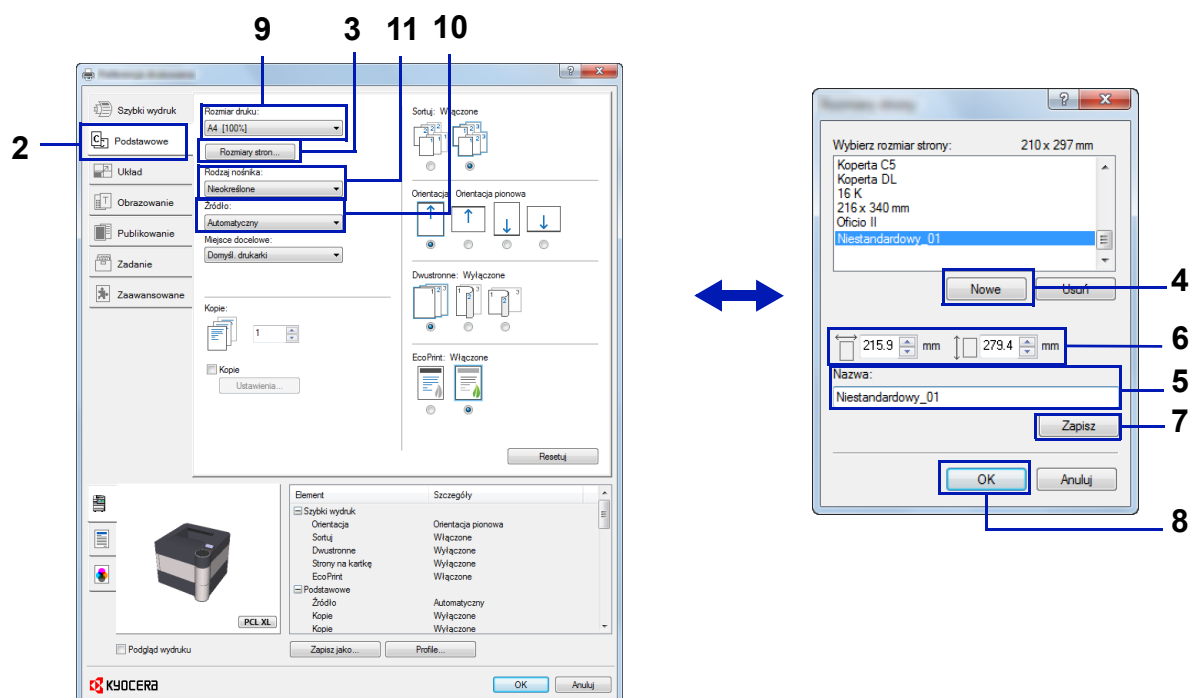 9 3 11 10
Szybki wydruk
2
Podstawowe
Układ
Obrazowanie
Publikowanie
Zadanie
Zaawansowane
Rozmiar druku:
A4 [100%]
Rozmiary stron...
Rodzaj nośnika:
Nieokreślone
Źródło:
Automatyczny
Miejsce docelowe:
Domyśl. drukarki
Kopie:
1
Kopie
Ustawienia...
Sortuj: Włączone
Orientacja: Orientacja pionowa
Dwustronne: Wyłączone
EcoPrint: Włączone
Resetuj
PCL XL
Podgląd wydruku
Element Szczegóły
Szybki wydruk
Orientacja Orientacja pionowa
Sortuj Włączone
Dwustronne Wyłączone
Strony na kartkę Wyłączone
EcoPrint Włączone
Podstawowe
Źródło Automatyczny
Kopie Wyłączone
Kopie Wyłączone
Zapisz jako... Profile...
KYOCERA
OK Anuluj
Wybierz rozmiar strony: 210 x 297 mm
Koperta C5
Koperta DL
16 K
216 x 340 mm
Oficio II
Niestandardowy_01
Nowe Usuń 4
215.9 mm 279.4 mm 6
Nazwa: 5
Niestandardowy_01
Zapisz 7
OK Anuluj
8